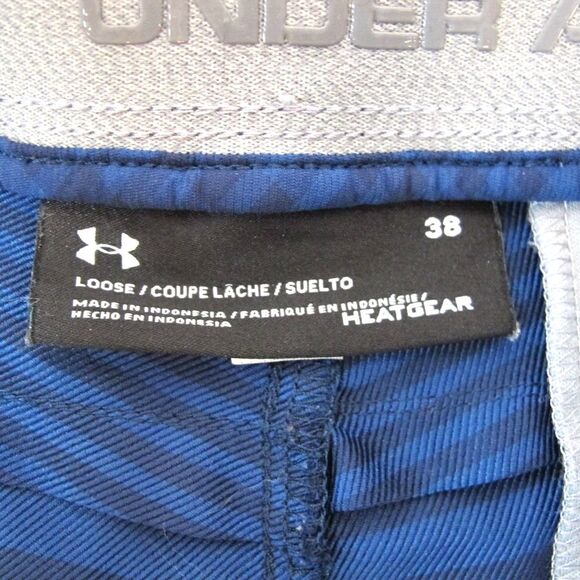 UNDER A
38
LOOSE / COUPE LÂCHE / SUELTO
MADE IN INDONESIA / FABRIQUÉ EN INDONÉSIE /
HECHO EN INDONESIA
HEATGEAR